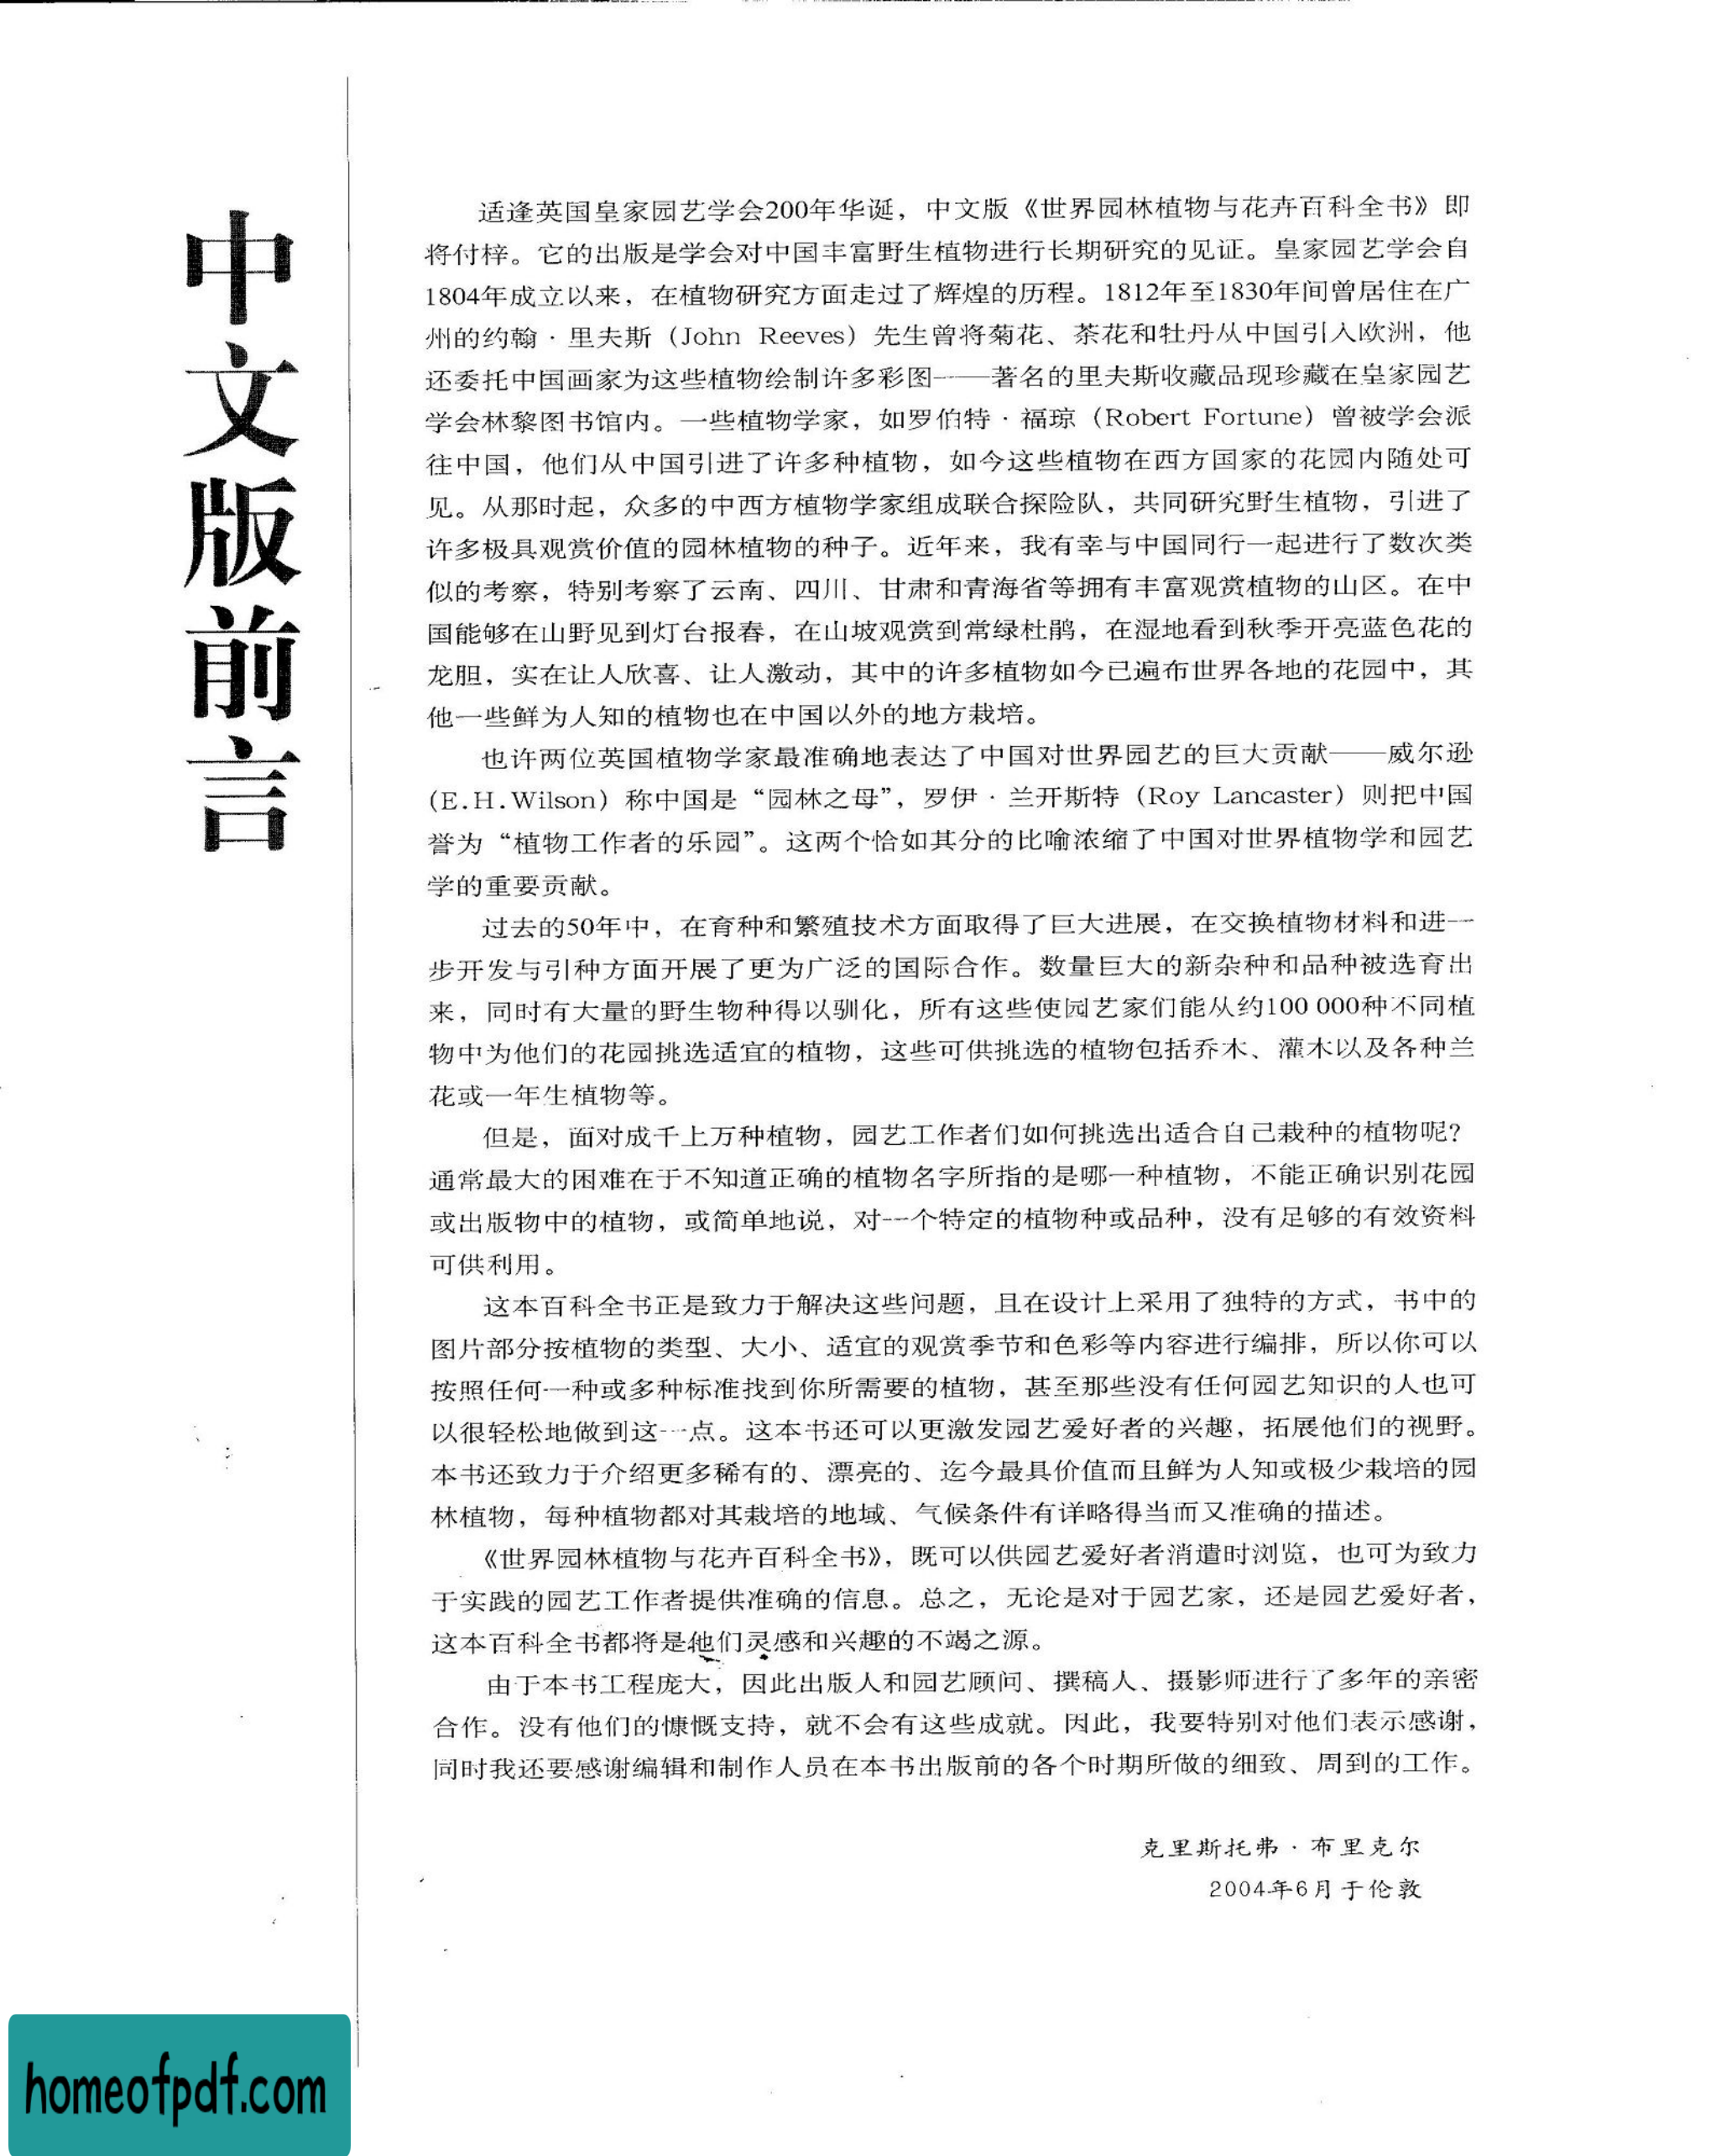 中文版前言
适逢英国皇家园艺学会200年华诞，中文版《世界园林植物与花卉百科全书》即
将付梓。它的出版是学会对中国丰富野生植物进行长期研究的见证。皇家园艺学会自
1804年成立以来，在植物研究方面走过了辉煌的历程。1812年至1830年间曾居住在广
州的约翰·里夫斯（John Reeves）先生曾将菊花、茶花和牡丹从中国引入欧洲，他
还委托中国画家为这些植物绘制许多彩图——著名的里夫斯收藏品现珍藏在皇家园艺
学会林黎图书馆内。一些植物学家，如罗伯特·福琼（Robert Fortune）曾被学会派
往中国，他们从中国引进了许多种植物，如今这些植物在西方国家的花园内随处可
见。从那时起，众多的中西方植物学家组成联合探险队，共同研究野生植物，引进了
许多极具观赏价值的园林植物的种子。近年来，我有幸与中国同行一起进行了数次类
似的考察，特别考察了云南、四川、甘肃和青海省等拥有丰富观赏植物的山区。在中
国能够在山野见到灯台报春，在山坡观赏到常绿杜鹃，在湿地看到秋季开亮蓝色花的
龙胆，实在让人欣喜、让人激动，其中的许多植物如今已遍布世界各地的花园中，其
他一些鲜为人知的植物也在中国以外的地方栽培。
也许两位英国植物学家最准确地表达了中国对世界园艺的巨大贡献——威尔逊
(E.H.Wilson）称中国是“园林之母”，罗伊·兰开斯特（Roy Lancaster）则把中国
誉为“植物工作者的乐园”。这两个恰如其分的比喻浓缩了中国对世界植物学和园艺
学的重要贡献。
过去的50年中，在育种和繁殖技术方面取得了巨大进展，在交换植物材料和进一
步开发与引种方面开展了更为广泛的国际合作。数量巨大的新杂种和品种被选育出
来，同时有大量的野生物种得以驯化，所有这些使园艺家们能从约100 000种不同植
物中为他们的花园挑选适宜的植物，这些可供挑选的植物包括乔木、灌木以及各种兰
花或一年生植物等。
但是，面对成千上万种植物，园艺工作者们如何挑选出适合自己栽种的植物呢？
通常最大的困难在于不知道正确的植物名字所指的是哪一种植物，不能正确识别花园
或出版物中的植物，或简单地说，对一个特定的植物种或品种，没有足够的有效资料
可供利用。
这本百科全书正是致力于解决这些问题，且在设计上采用了独特的方式，书中的
图片部分按植物的类型、大小、适宜的观赏季节和色彩等内容进行编排，所以你可以
按照任何一种或多种标准找到你所需要的植物，甚至那些没有任何园艺知识的人也可
以很轻松地做到这一点。这本书还可以更激发园艺爱好者的兴趣，拓展他们的视野。
本书还致力于介绍更多稀有的、漂亮的、迄今最具价值而且鲜为人知或极少栽培的园
林植物，每种植物都对其栽培的地域、气候条件有详略得当而又准确的描述。
《世界园林植物与花卉百科全书》，既可以供园艺爱好者消遣时浏览，也可为致力
于实践的园艺工作者提供准确的信息。总之，无论是对于园艺家，还是园艺爱好者，
这本百科全书都将是他们灵感和兴趣的不竭之源。
由于本书工程庞大，因此出版人和园艺顾问、撰稿人、摄影师进行了多年的亲密
合作。没有他们的慷慨支持，就不会有这些成就。因此，我要特别对他们表示感谢，
同时我还要感谢编辑和制作人员在本书出版前的各个时期所做的细致、周到的工作。
克里斯托弗·布里克尔
2004年6月于伦敦
homeofpdf.com